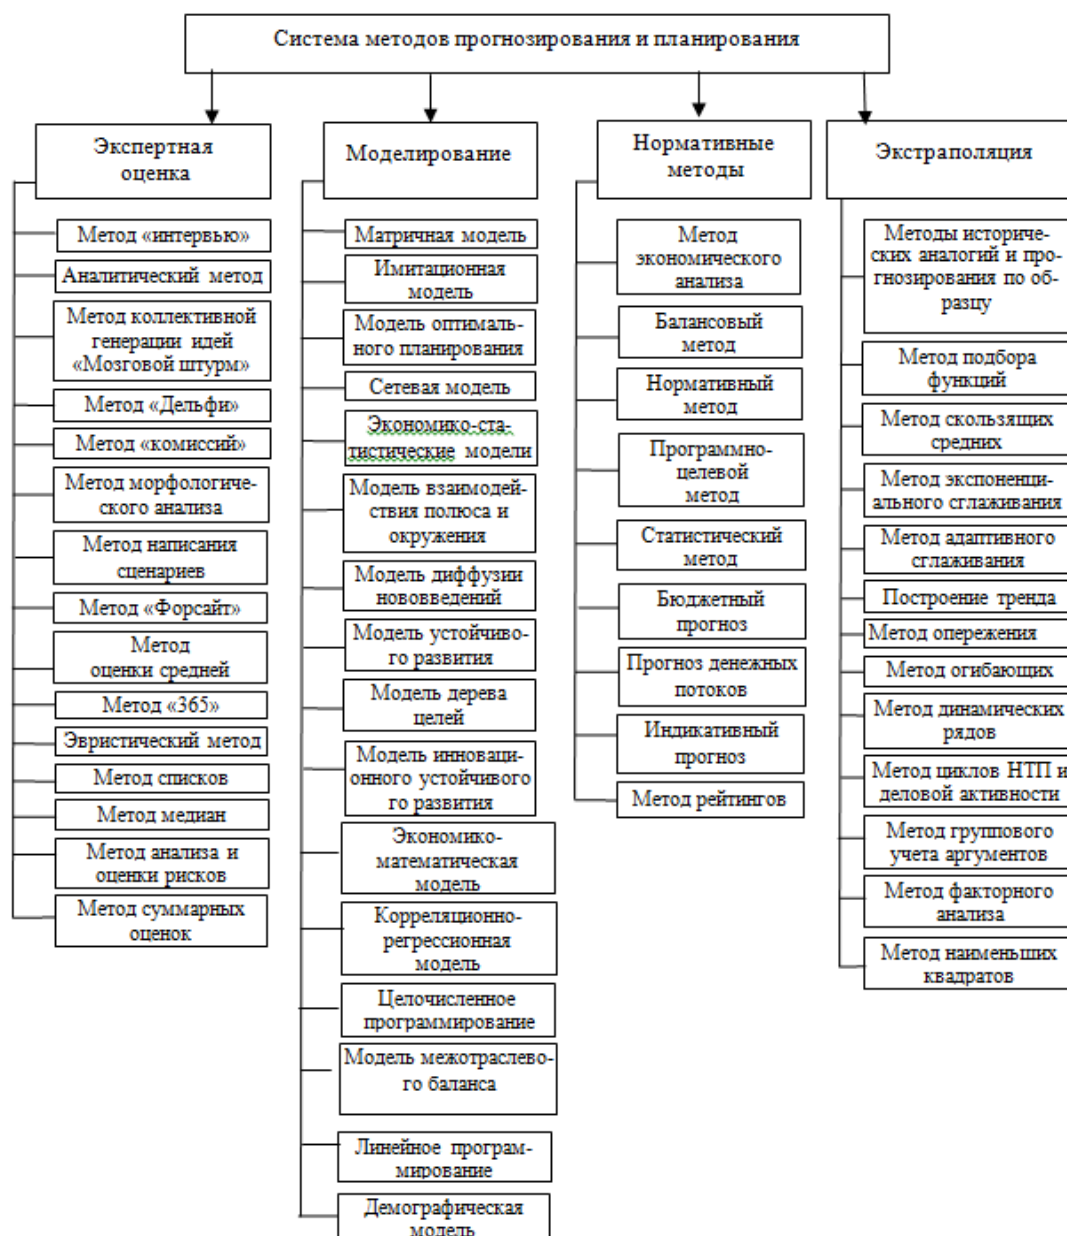 Система методов прогнозирования и планирования
Экспертная
оценка
Метод «интервью»
Аналитический метод
Метод коллективной
генерации идей
«Мозговой штурм»
Метод «Дельфи»
Метод «комиссий»
Метод морфологиче-
ского анализа
Метод написания
сценариев
Метод «Форсайт»
Метод
оценки средней
Метод «365»
Эвристический метод
Метод списков
Метод медиан
Метод анализа и
оценки рисков
Метод суммарных
оценок
Моделирование
Матричная модель
Имитационная
модель
Модель оптималь-
ного планирования
Сетевая модель
Экономико-ста-
тистические модели
Модель взаимодей-
ствия полюса и
окружения
Модель диффузии
нововведений
Модель устойчиво-
го развития
Модель дерева
целей
Модель инноваци-
онного устойчивого
го развития
Экономико-
математическая
модель
Корреляционно-
регрессионная
модель
Целочисленное
программирование
Модель межотраслево-
го баланса
Линейное програм-
мирование
Демографическая
модель
Нормативные
методы
Метод
экономического
анализа
Балансовый
метод
Нормативный
метод
Программно-
целевой
метод
Статистический
метод
Бюджетный
прогноз
Прогноз денежных
потоков
Индикативный
прогноз
Метод рейтингов
Экстраполяция
Методы историче-
ских аналогий и про-
гнозирования по об-
разцу
Метод подбора
функций
Метод скользящих
средних
Метод экспоненци-
ального сглаживания
Метод адаптивного
сглаживания
Построение тренда
Метод опережения
Метод огибающих
Метод динамических
рядов
Метод циклов НТП и
деловой активности
Метод группового
учета аргументов
Метод факторного
анализа
Метод наименьших
квадратов